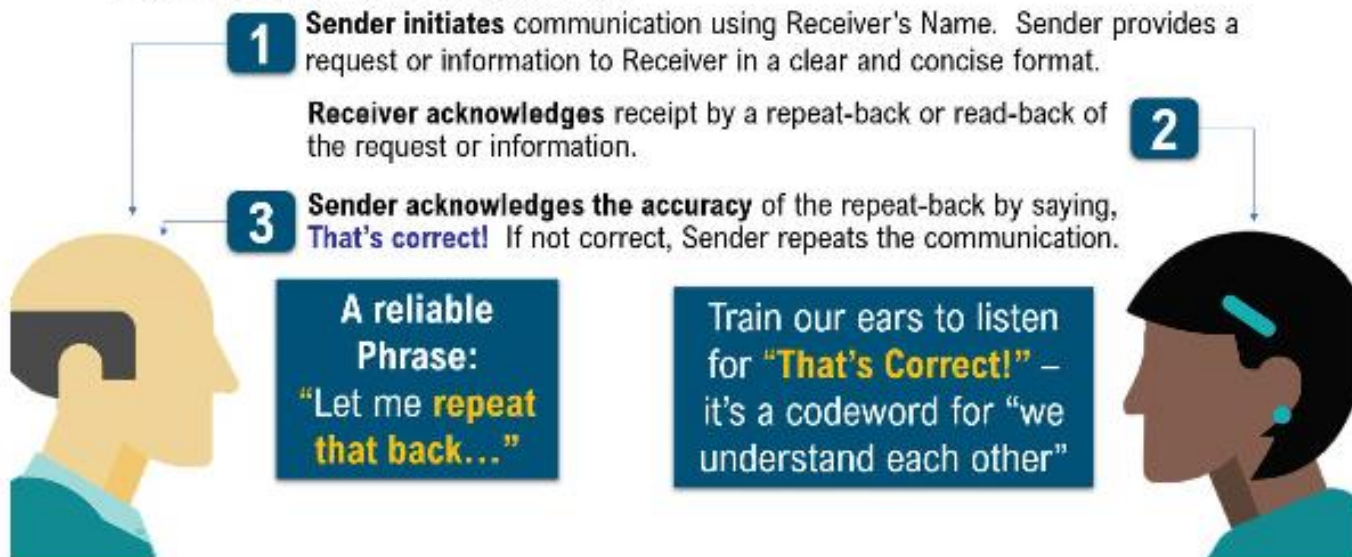 1
Sender initiates communication using Receiver's Name. Sender provides a
request or information to Receiver in a clear and concise format.
Receiver acknowledges receipt by a repeat-back or read-back of
the request or information.
2
3
Sender acknowledges the accuracy of the repeat-back by saying,
That's correct! If not correct, Sender repeats the communication.
A reliable
Phrase:
"Let me repeat
that back..."
Train our ears to listen
for "That's Correct!" –
it's a codeword for "we
understand each other"